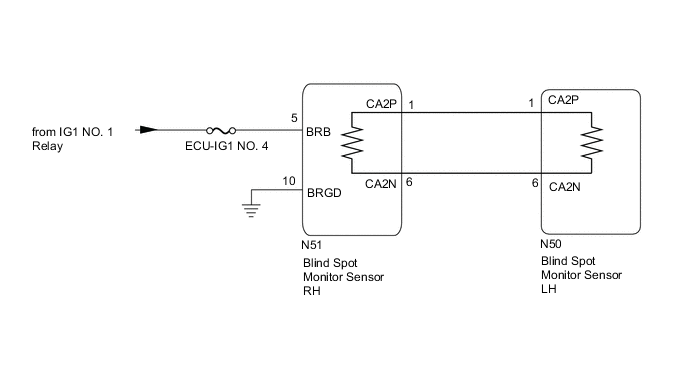 from IG1 NO. 1
Relay
ECU-IG1 NO. 4
5
BRB
10
BRGD
CA2P
1
CA2N
6
N51
Blind Spot
Monitor Sensor
RH
1
CA2P
6
CA2N
N50
Blind Spot
Monitor Sensor
LH